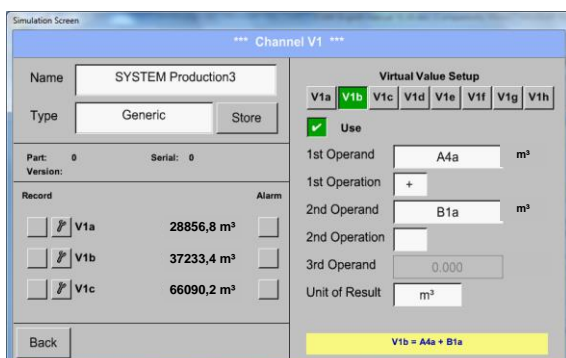 Simulation Screen
*** Channel V1 ***
Name SYSTEM Production3
Type Generic Store
Part: 0 Serial: 0
Version:
Record Alarm
V1a 28856,8 m³
V1b 37233,4 m³
V1c 66090,2 m³
Back
Virtual Value Setup
V1a V1b V1c V1d V1e V1f V1g V1h
Use
1st Operand A4a m³
1st Operation +
2nd Operand B1a m³
2nd Operation
3rd Operand 0.000
Unit of Result m³
V1b = A4a + B1a